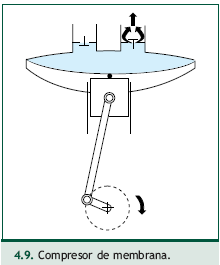 4.9. Compresor de membrana.